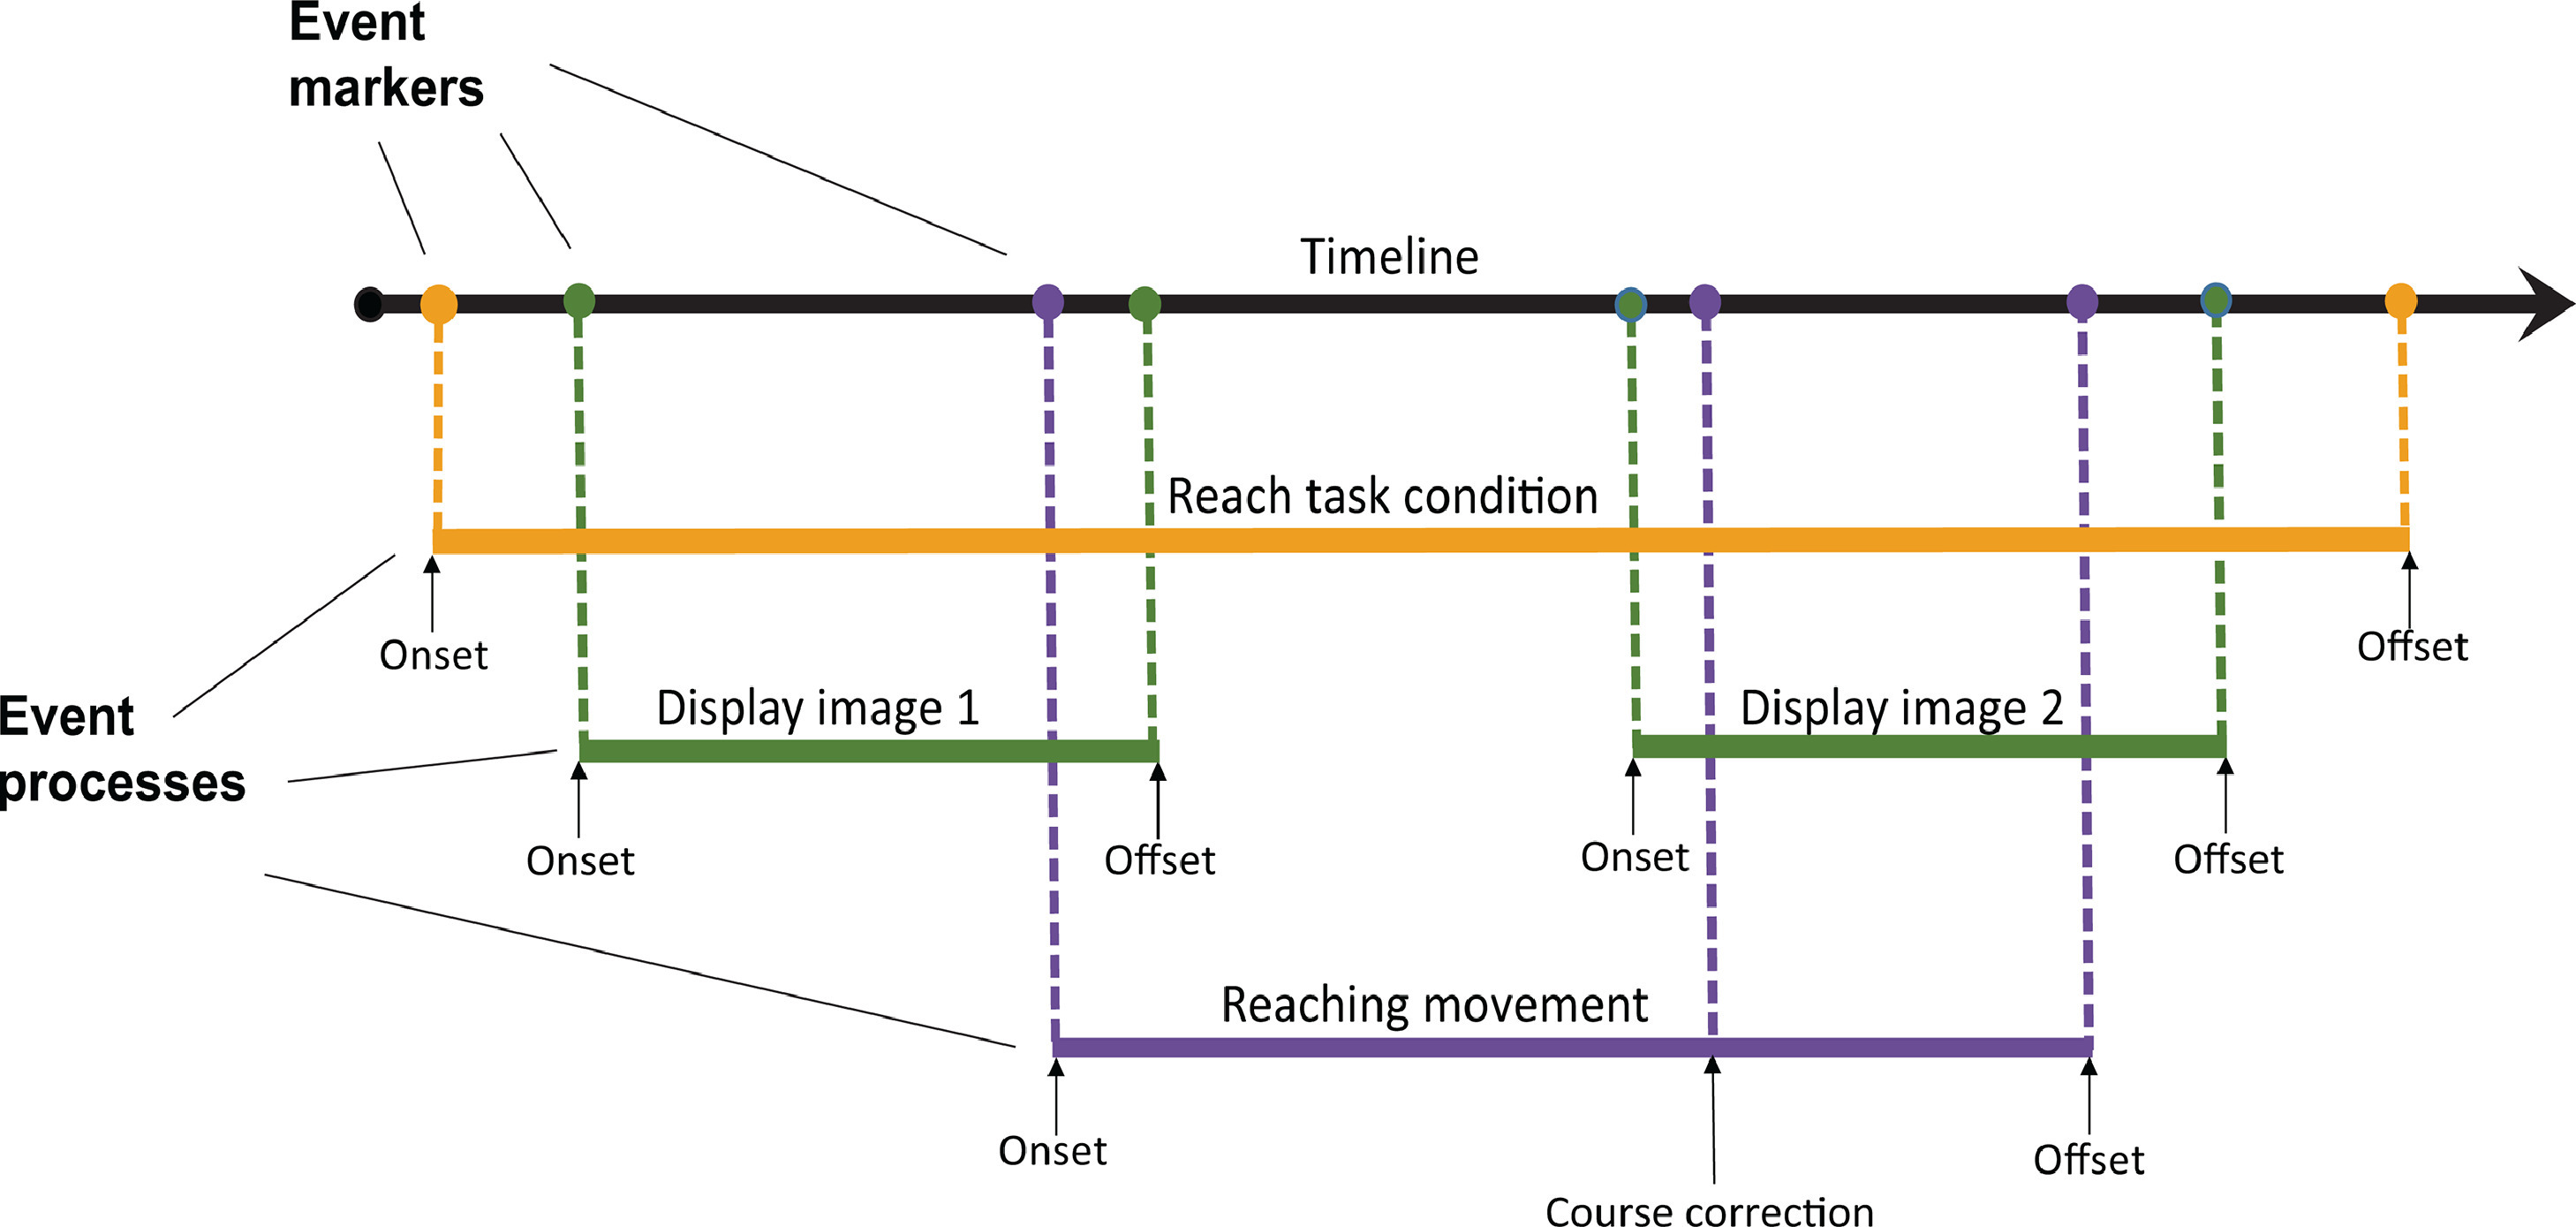 Event
markers
Timeline
Reach task condition
Onset
Offset
Event
processes
Display image 1
Display image 2
Onset
Offset
Onset
Offset
Reaching movement
Onset
Offset
Course correction